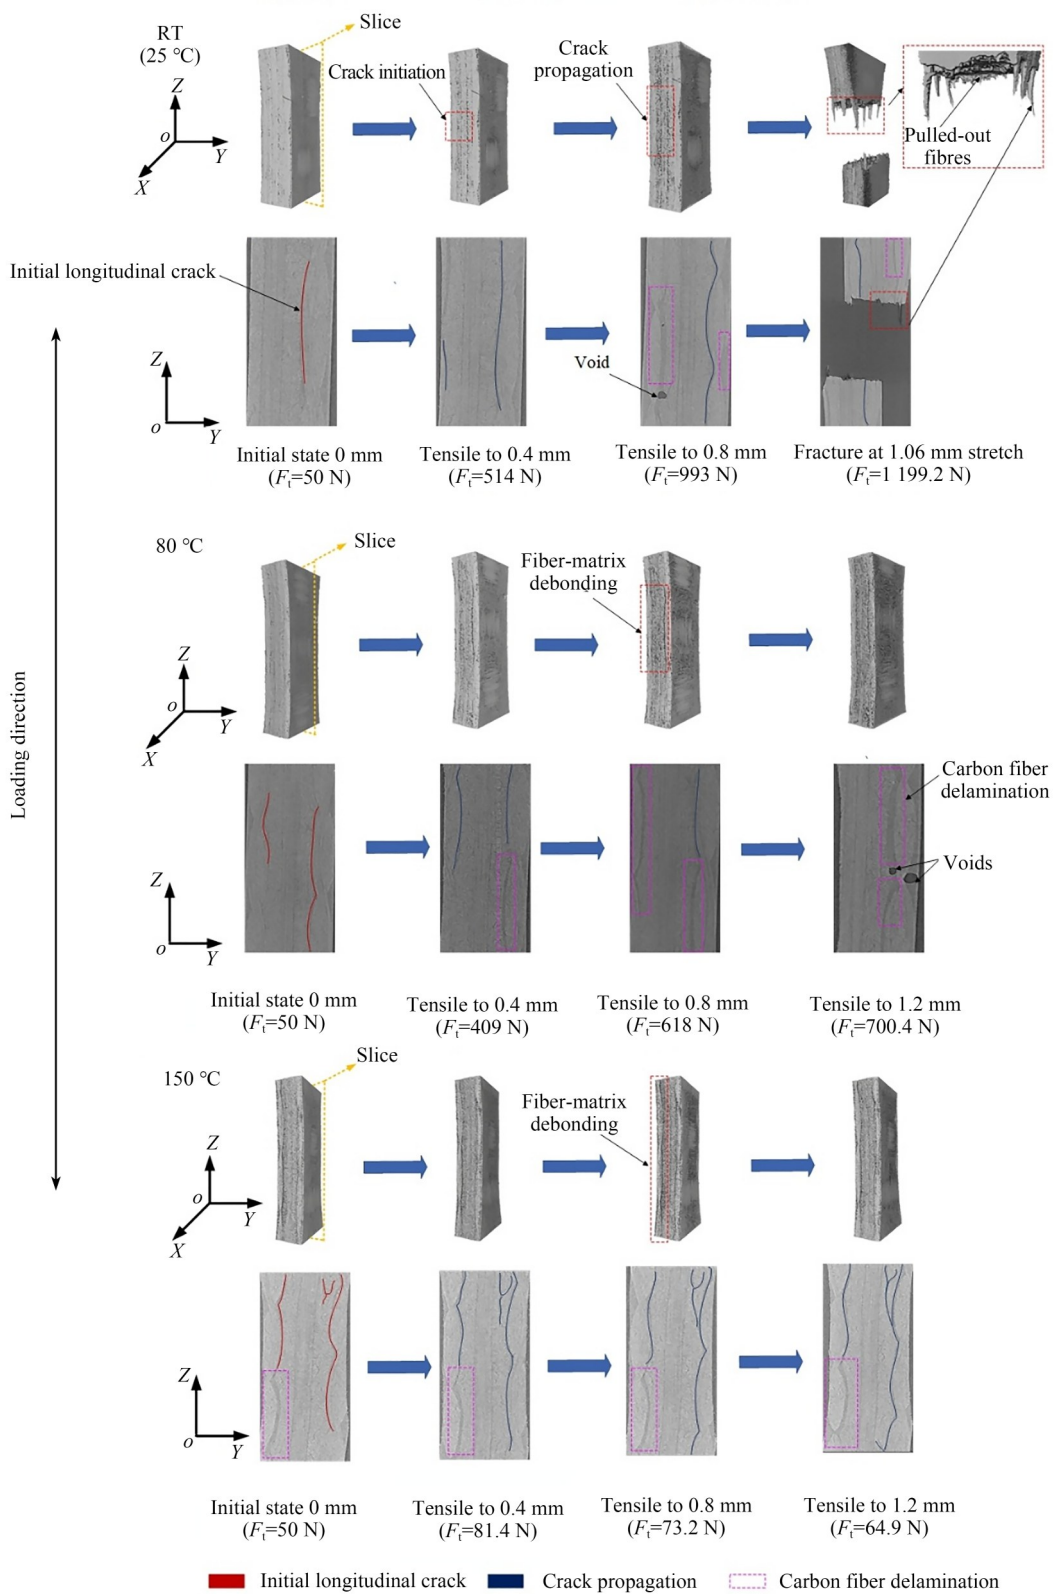 RT
(25 ℃)
Slice
Crack initiation
Crack
propagation
Pulled-out
fibres
Z
o
Y
X
Initial longitudinal crack
Void
Z
o
Y
Initial state 0 mm
(Ft=50 N)
Tensile to 0.4 mm
(Ft=514 N)
Tensile to 0.8 mm
(Ft=993 N)
Fracture at 1.06 mm stretch
(Ft=1 199.2 N)
Loading direction
80 ℃
Slice
Fiber-matrix
debonding
Z
o
Y
X
Carbon fiber
delamination
Voids
Z
o
Y
Initial state 0 mm
(Ft=50 N)
Tensile to 0.4 mm
(Ft=409 N)
Tensile to 0.8 mm
(Ft=618 N)
Tensile to 1.2 mm
(Ft=700.4 N)
150 ℃
Slice
Fiber-matrix
debonding
Z
o
Y
X
Z
o
Y
Initial state 0 mm
(Ft=50 N)
Tensile to 0.4 mm
(Ft=81.4 N)
Tensile to 0.8 mm
(Ft=73.2 N)
Tensile to 1.2 mm
(Ft=64.9 N)
Initial longitudinal crack
Crack propagation
Carbon fiber delamination